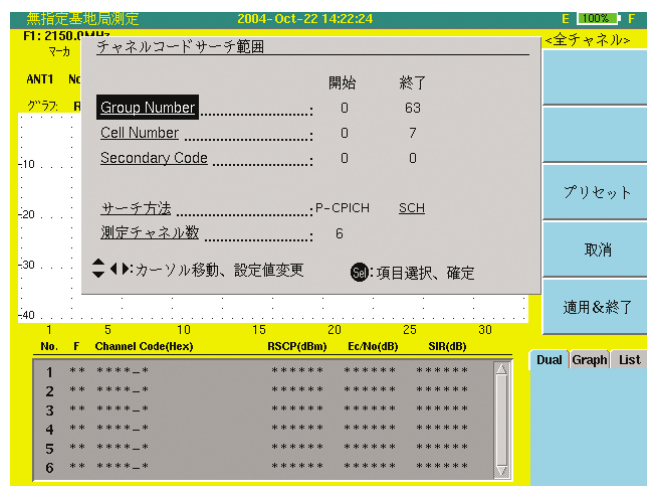 無指定基地局測定 2004-Oct-22 14:22:24 E 100% F
F1: 2150.0MHz <全チャネル>
マーカ チャネルコードサーチ範囲
開始 終了
ANT1
グラフ: Group Number : 0 63
Cell Number : 0 7
-10 Secondary Code : 0 0
プリセット
-20 サーチ方法 :P-CPICH SCH
測定チャネル数 : 6
取消
-30 :カーソル移動、設定値変更 Sel:項目選択、確定
適用&終了
-40
1 5 10 15 20 25 30
No. F Channel Code(Hex) RSCP(dBm) Ec/No(dB) SIR(dB)
Dual Graph List
1 ** ****_* ****** ****** ******
2 ** ****_* ****** ****** ******
3 ** ****_* ****** ****** ******
4 ** ****_* ****** ****** ******
5 ** ****_* ****** ****** ******
6 ** ****_* ****** ****** ******